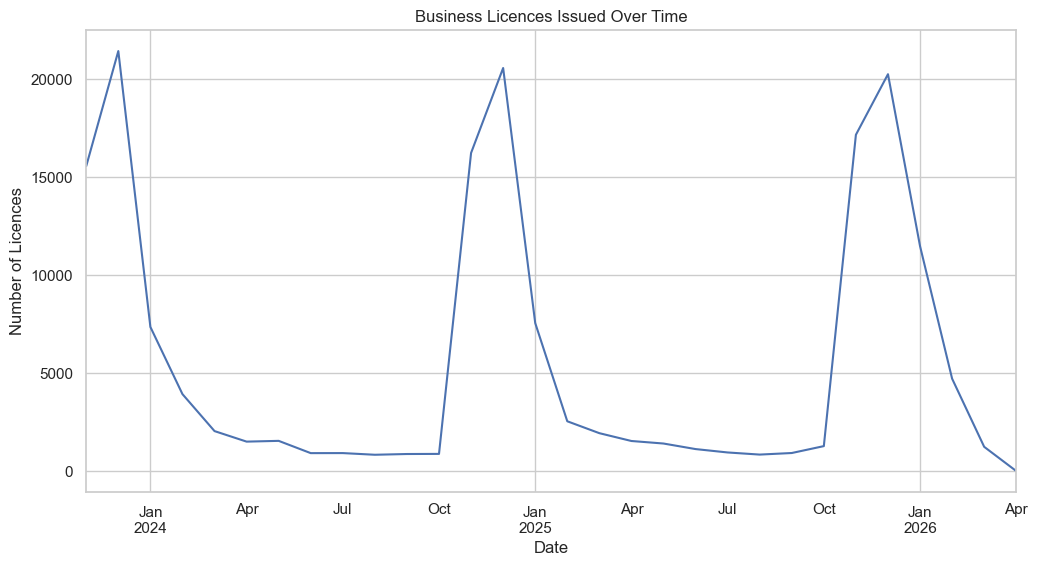 Business Licences Issued Over Time
Number of Licences
20000
15000
10000
5000
0
Jan
2024
Apr
Jul
Oct
Jan
2025
Apr
Jul
Oct
Jan
2026
Apr
Date